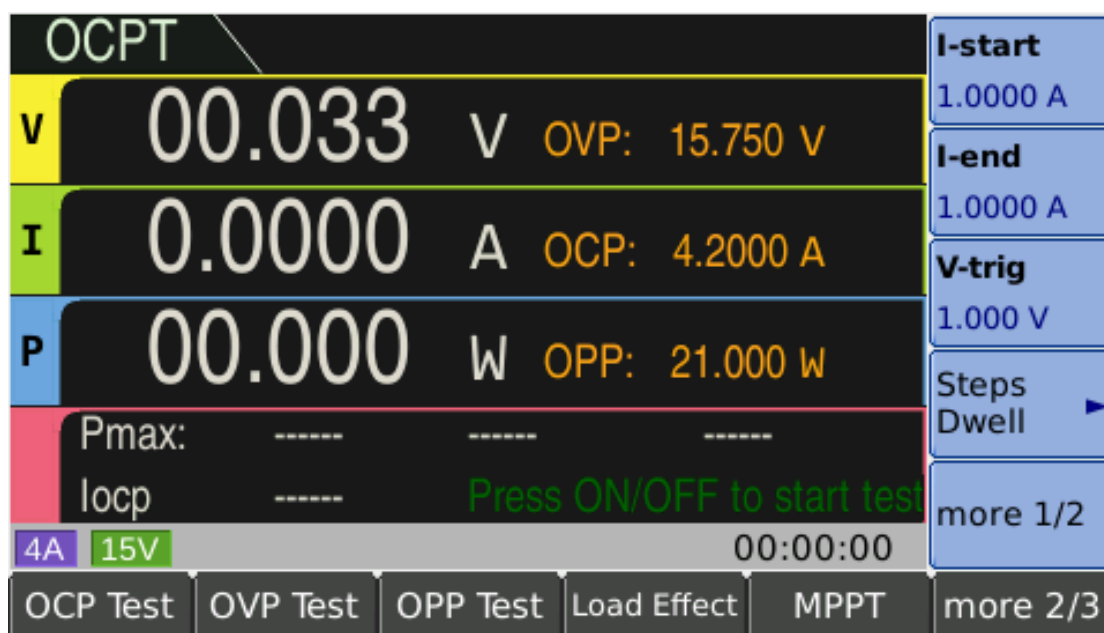 OCPT
V 00.033 V OVP: 15.750 V
I 0.0000 A OCP: 4.2000 A
P 00.000 W OPP: 21.000 W
Pmax: ------ ------ ------
Iocp ------ Press ON/OFF to start test
4A 15V 00:00:00
I-start
1.0000 A
I-end
1.0000 A
V-trig
1.000 V
Steps
Dwell
more 1/2
OCP Test OVP Test OPP Test Load Effect MPPT more 2/3